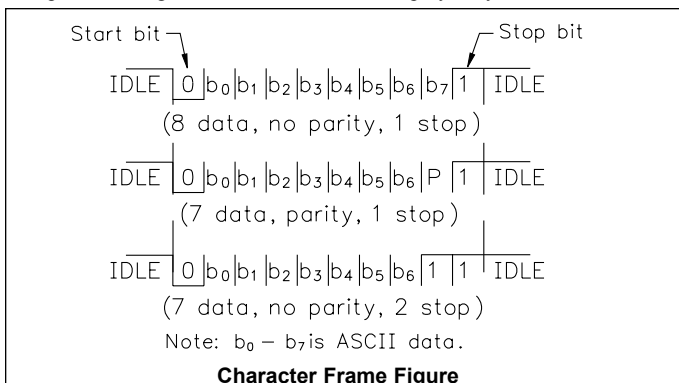 Start bit Stop bit
IDLE 0 b₀ b₁ b₂ b₃ b₄ b₅ b₆ b₇ 1 IDLE
(8 data, no parity, 1 stop)
IDLE 0 b₀ b₁ b₂ b₃ b₄ b₅ b₆ P 1 IDLE
(7 data, parity, 1 stop)
IDLE 0 b₀ b₁ b₂ b₃ b₄ b₅ b₆ 1 1 IDLE
(7 data, no parity, 2 stop)
Note: b₀ – b₇ is ASCII data.
Character Frame Figure